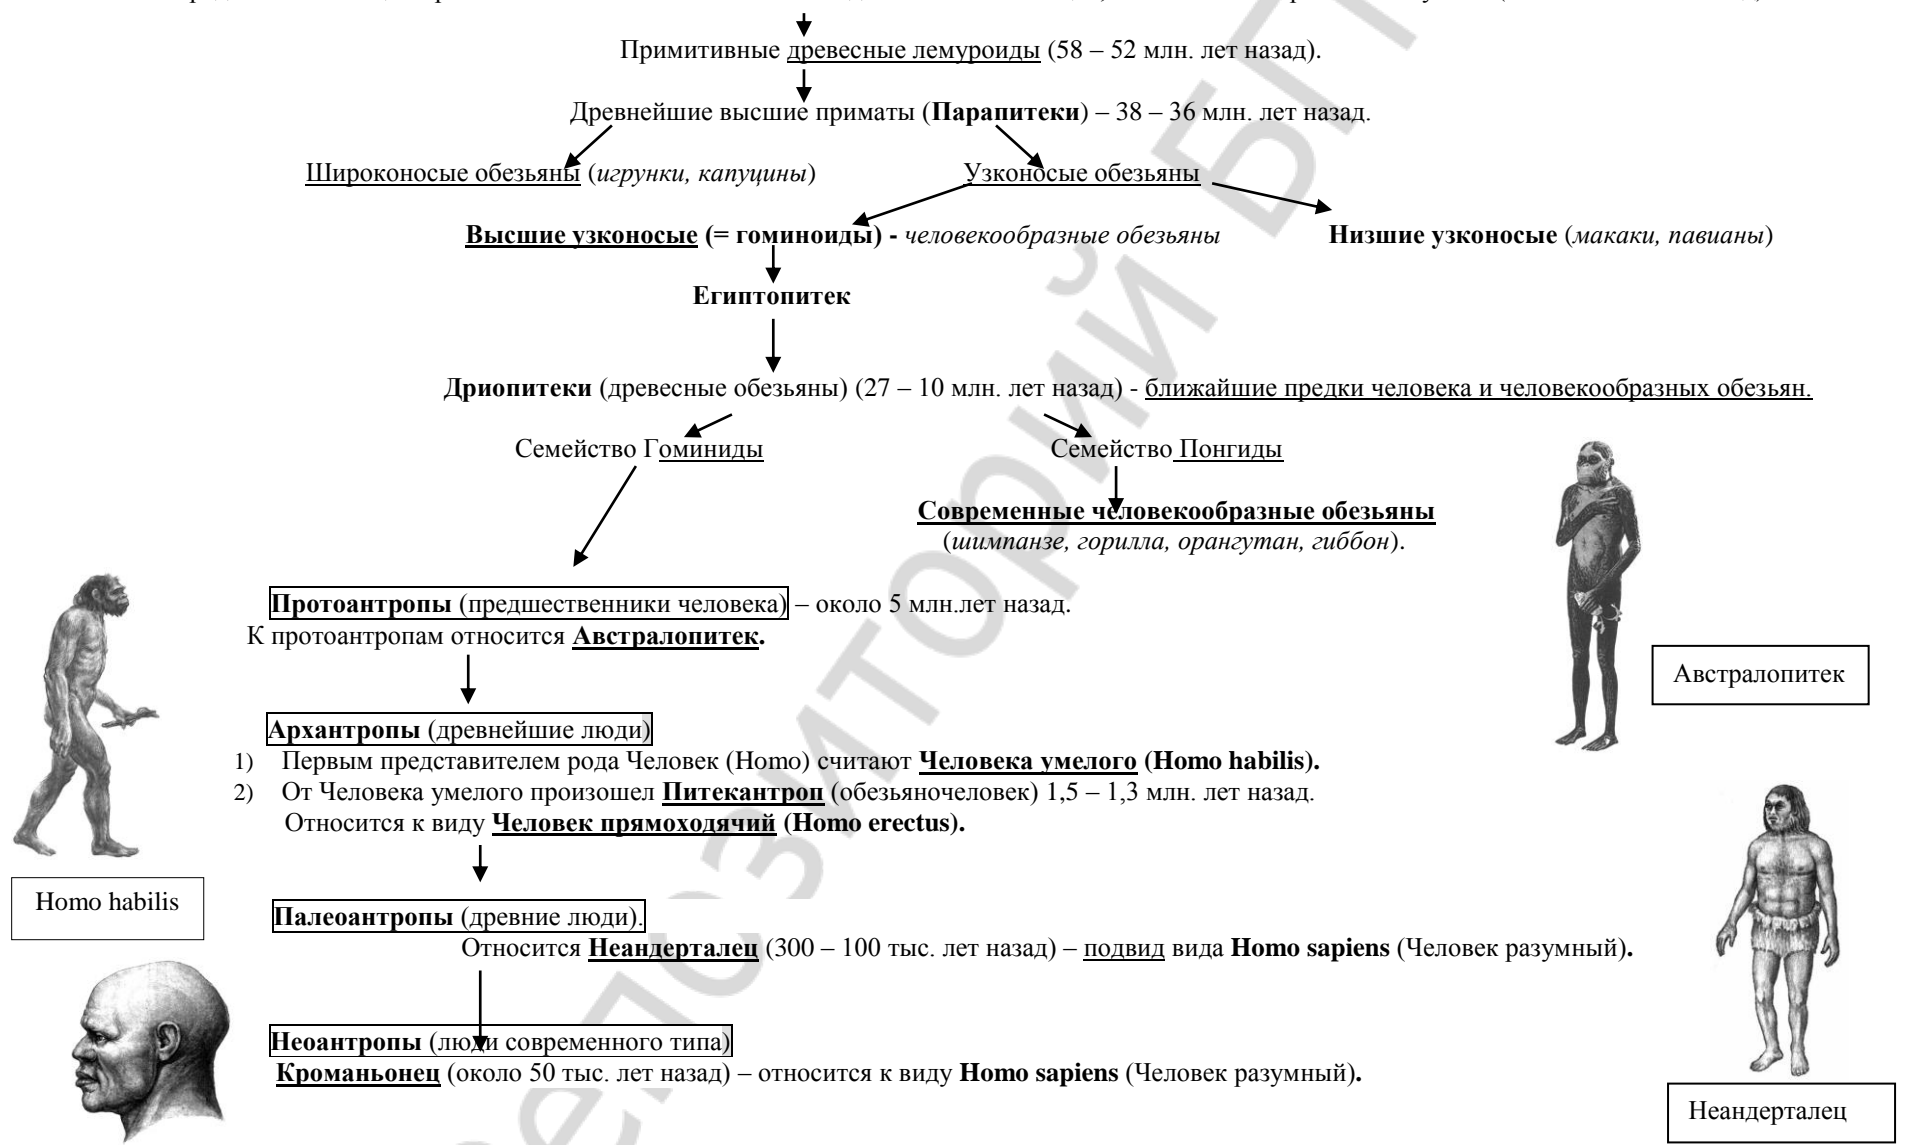 Примитивные древесные лемуроиды (58 – 52 млн. лет назад).
Древнейшие высшие приматы (Парапитеки) – 38 – 36 млн. лет назад.
Широконосые обезьяны (игрунки, капуцины) Узконосые обезьяны
Высшие узконосые (= гоминоиды) - человекообразные обезьяны Низшие узконосые (макаки, павианы)
Египтопитек
Дриопитеки (древесные обезьяны) (27 – 10 млн. лет назад) - ближайшие предки человека и человекообразных обезьян.
Семейство Гоминиды Семейство Понгиды
Современные человекообразные обезьяны
(шимпанзе, горилла, орангутан, гиббон).
Протоантропы (предшественники человека) – около 5 млн.лет назад.
К протоантропам относится Австралопитек.
Австралопитек
Архантропы (древнейшие люди)
1) Первым представителем рода Человек (Homo) считают Человека умелого (Homo habilis).
2) От Человека умелого произошел Питекантроп (обезьяночеловек) 1,5 – 1,3 млн. лет назад.
Относится к виду Человек прямоходячий (Homo erectus).
Homo habilis
Палеоантропы (древние люди).
Относится Неандерталец (300 – 100 тыс. лет назад) – подвид вида Homo sapiens (Человек разумный).
Неоантропы (люди современного типа)
Кроманьонец (около 50 тыс. лет назад) – относится к виду Homo sapiens (Человек разумный).
Неандерталец